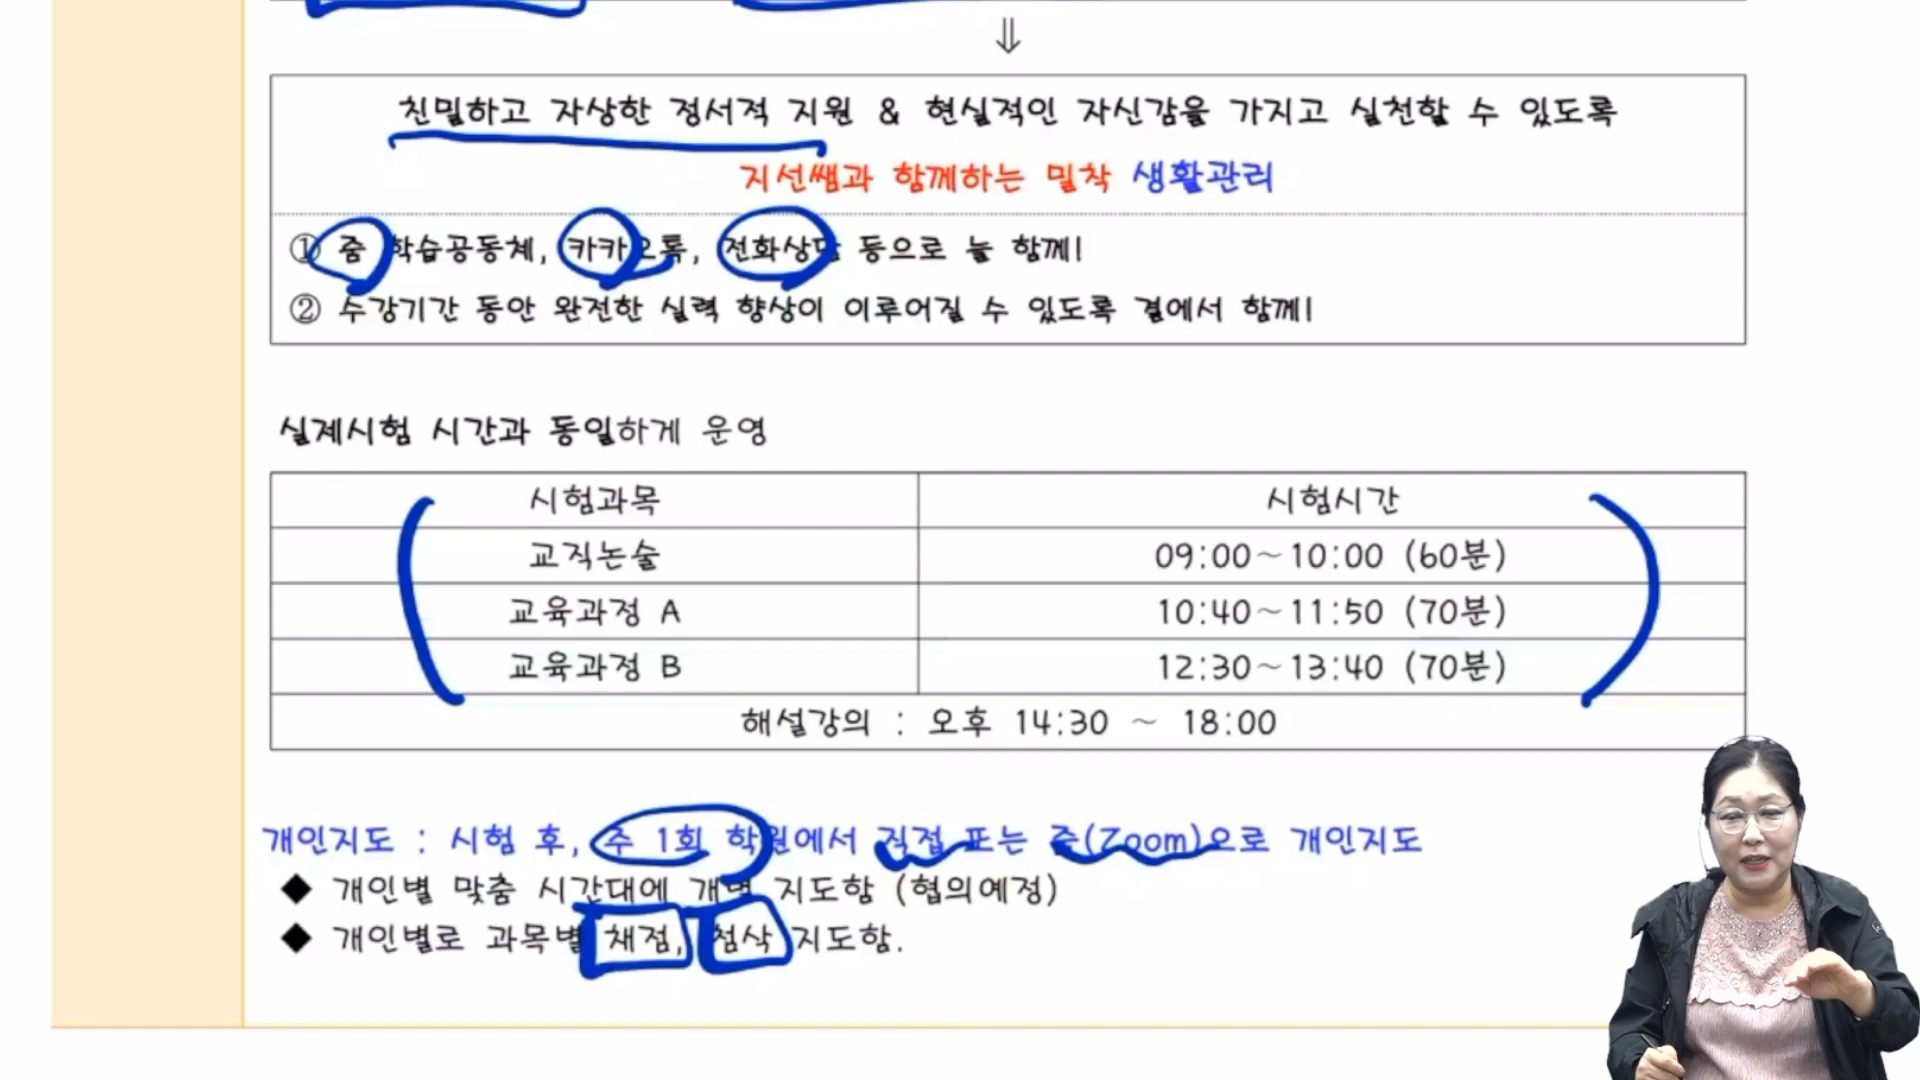 ⇓
친밀하고 자상한 정서적 지원 & 현실적인 자신감을 가지고 실천할 수 있도록
지선쌤과 함께하는 밀착 생활관리
① 줌 학습공동체, 카카오톡, 전화상담 등으로 늘 함께!
② 수강기간 동안 완전한 실력 향상이 이루어질 수 있도록 곁에서 함께!
실제시험 시간과 동일하게 운영
시험과목 시험시간
교직논술 09:00~10:00 (60분)
교육과정 A 10:40~11:50 (70분)
교육과정 B 12:30~13:40 (70분)
해설강의 : 오후 14:30 ~ 18:00
개인지도 : 시험 후, 주 1회 학원에서 직접 또는 줌(Zoom)으로 개인지도
◆ 개인별 맞춤 시간대에 개별 지도함 (협의예정)
◆ 개인별로 과목별 채점, 첨삭 지도함.